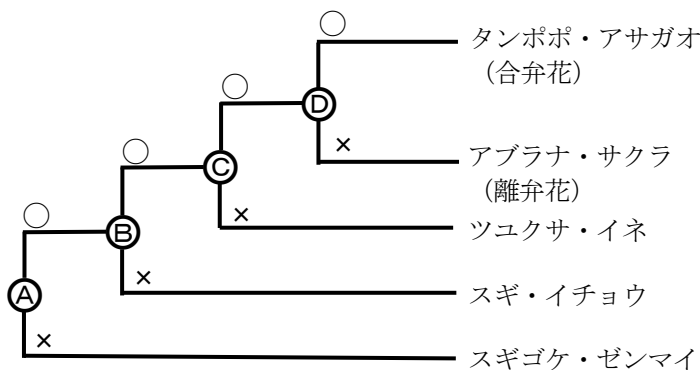 ○
タンポポ・アサガオ
(合弁花)
○
D
×
アブラナ・サクラ
(離弁花)
○
C
×
ツユクサ・イネ
○
B
×
スギ・イチョウ
A
×
スギゴケ・ゼンマイ